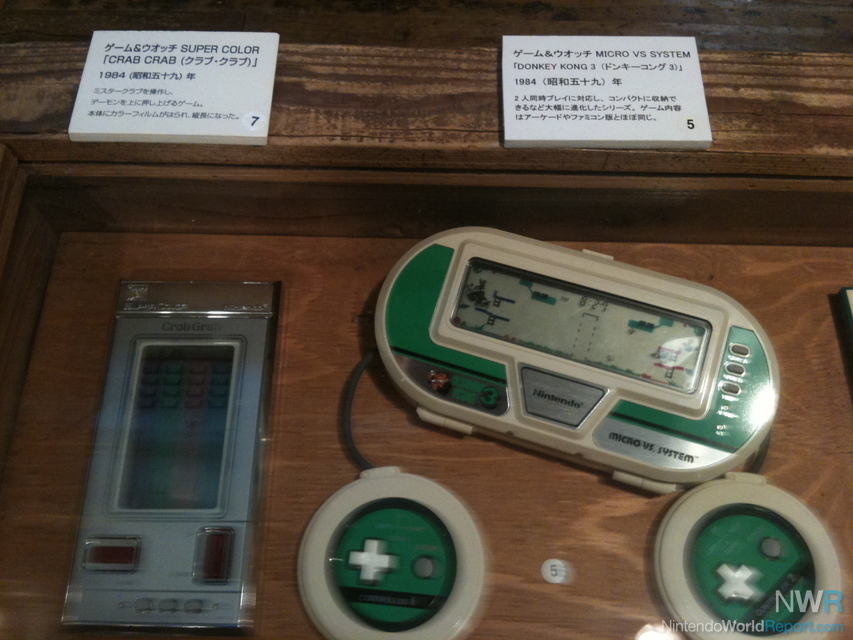 ゲーム&ウオッチ SUPER COLOR
「CRAB CRAB (クラブ・クラブ)」
1984 (昭和五十九) 年
ミスタークラブを操作し、
デーモンを上に押し上げるゲーム。
本体にカラーフィルムがはられ、縦長になった。
7
ゲーム&ウオッチ MICRO VS SYSTEM
「DONKEY KONG 3 (ドンキーコング 3)」
1984 (昭和五十九) 年
2 人同時プレイに対応し、コンパクトに収納で
きるなど大幅に進化したシリーズ。ゲーム内容
はアーケードやファミコン版とほぼ同じ。
5
CrabGrab
Nintendo
MICRO VS. SYSTEM
5
NWR
NintendoWorldReport.com